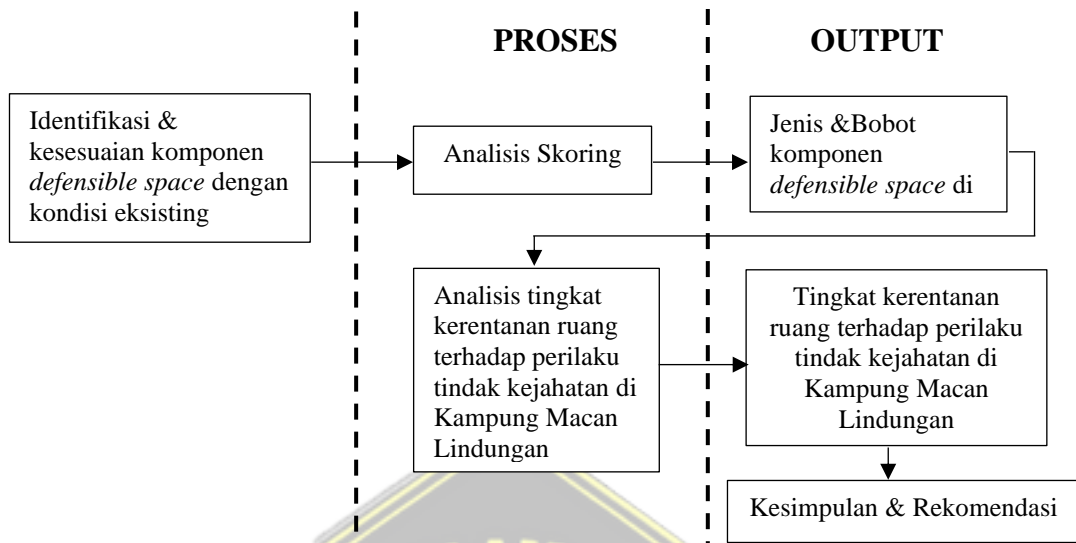 PROSES
OUTPUT
Identifikasi &
kesesuaian komponen
defensible space dengan
kondisi eksisting
Analisis Skoring
Jenis &Bobot
komponen
defensible space di
Analisis tingkat
kerentanan ruang
terhadap perilaku
tindak kejahatan di
Kampung Macan
Lindungan
Tingkat kerentanan
ruang terhadap perilaku
tindak kejahatan di
Kampung Macan
Lindungan
Kesimpulan & Rekomendasi